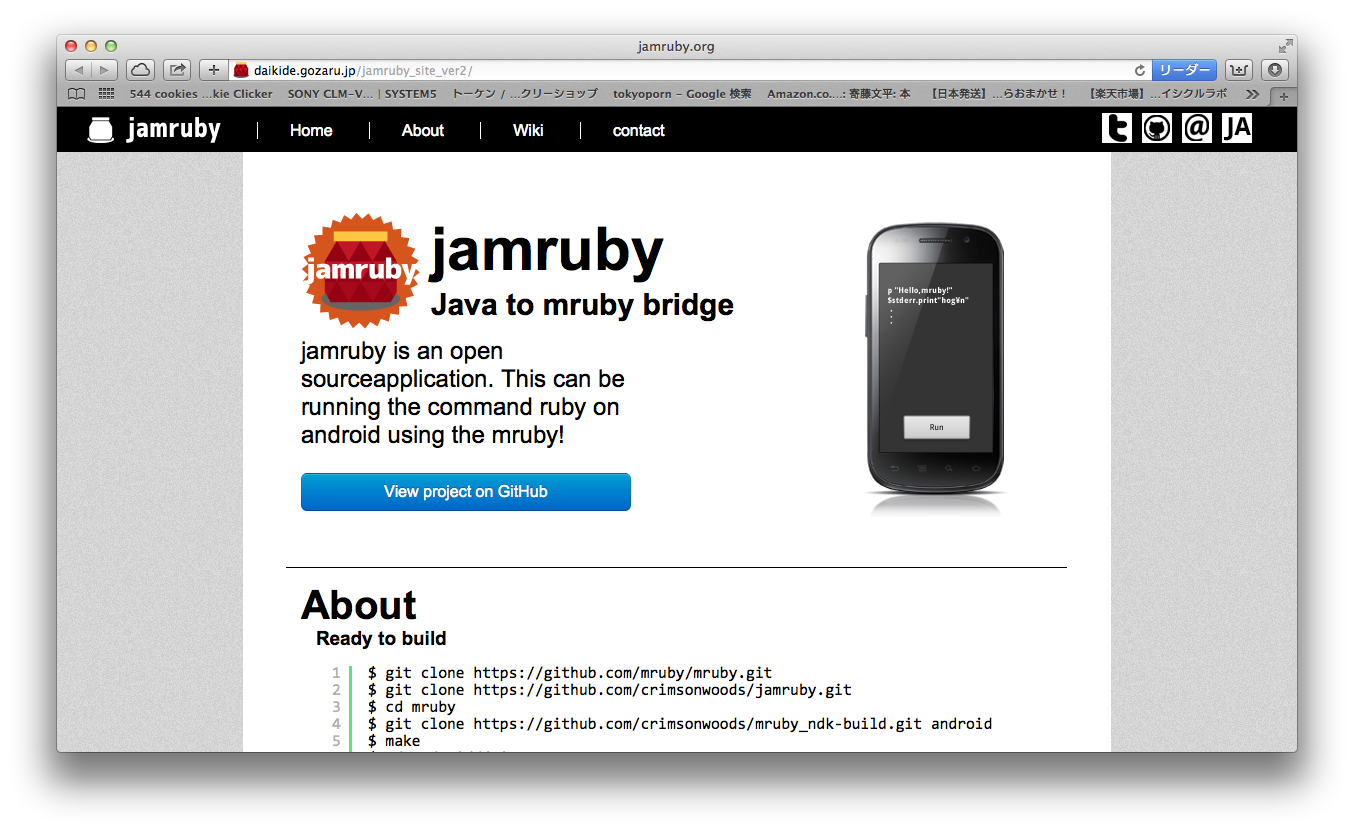 jamruby.org
daikide.gozaru.jp/jamruby_site_ver2/
リーダー
544 cookies ...kie Clicker
SONY CLM-V... | SYSTEM5
トーケン / ...クリーショップ
tokyoporn - Google 検索
Amazon.co....: 寄藤文平: 本
【日本発送】...らおまかせ！
【楽天市場】...イシクルラボ
jamruby
Home
About
Wiki
contact
@
JA
jamruby
jamruby
Java to mruby bridge
jamruby is an open
sourceapplication. This can be
running the command ruby on
android using the mruby!
View project on GitHub
p "Hello,mruby!"
$stderr.print"hog¥n"
.
.
.
Run
About
Ready to build
1 $ git clone https://github.com/mruby/mruby.git
2 $ git clone https://github.com/crimsonwoods/jamruby.git
3 $ cd mruby
4 $ git clone https://github.com/crimsonwoods/mruby_ndk-build.git android
5 $ make